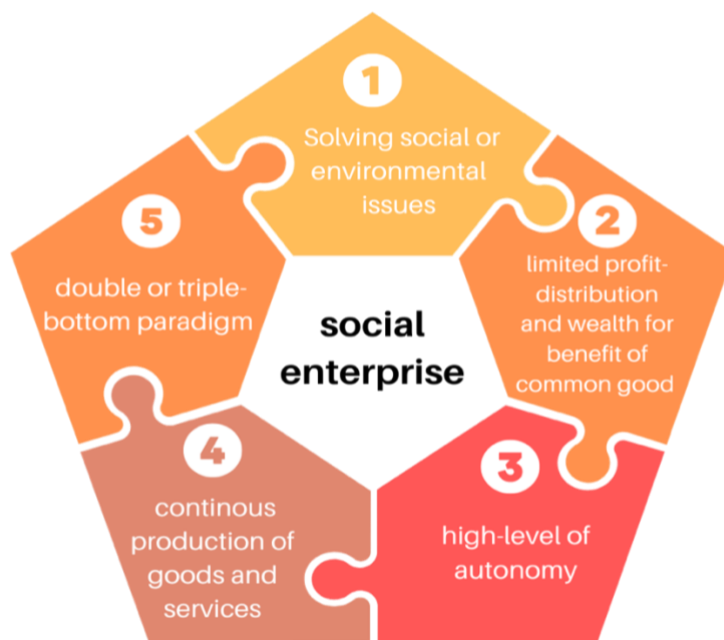 1
Solving social or
environmental
issues
2
limited profit-
distribution
and wealth for
benefit of
common good
3
high-level of
autonomy
4
continous
production of
goods and
services
5
double or triple-
bottom paradigm
social
enterprise